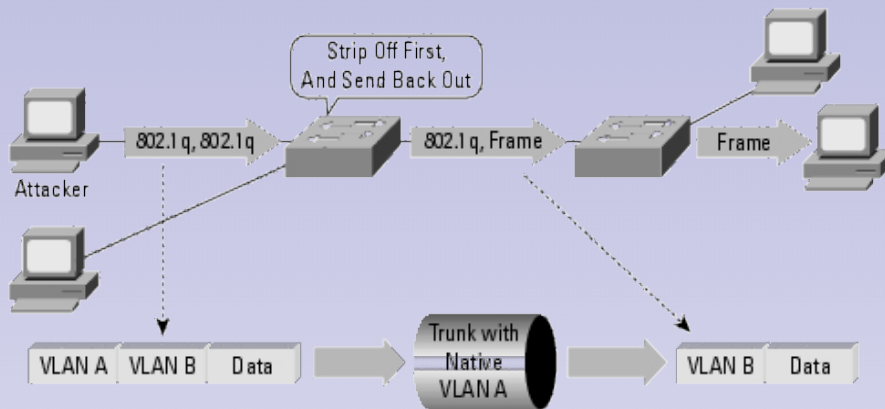 Strip Off First,
And Send Back Out
802.1q, 802.1q
802.1q, Frame
Frame
Attacker
VLAN A VLAN B Data
Trunk with
Native
VLAN A
VLAN B Data